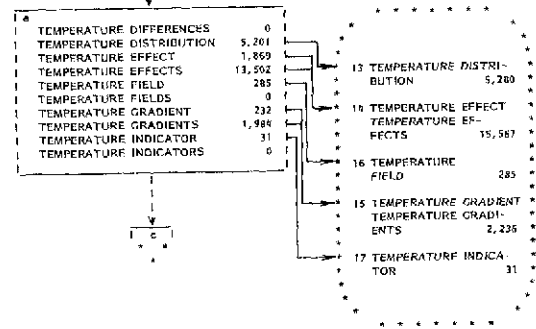 a
TEMPERATURE DIFFERENCES 0
TEMPERATURE DISTRIBUTION 5,201
TEMPERATURE EFFECT 1,869
TEMPERATURE EFFECTS 13,502
TEMPERATURE FIELD 285
TEMPERATURE FIELDS 0
TEMPERATURE GRADIENT 232
TEMPERATURE GRADIENTS 1,984
TEMPERATURE INDICATOR 31
TEMPERATURE INDICATORS 0
c
13 TEMPERATURE DISTRI-
BUTION 5,280
14 TEMPERATURE EFFECT
TEMPERATURE EF-
FECTS 15,567
16 TEMPERATURE
FIELD 285
15 TEMPERATURE GRADIENT
TEMPERATURE GRADI-
ENTS 2,236
17 TEMPERATURE INDICA-
TOR 31